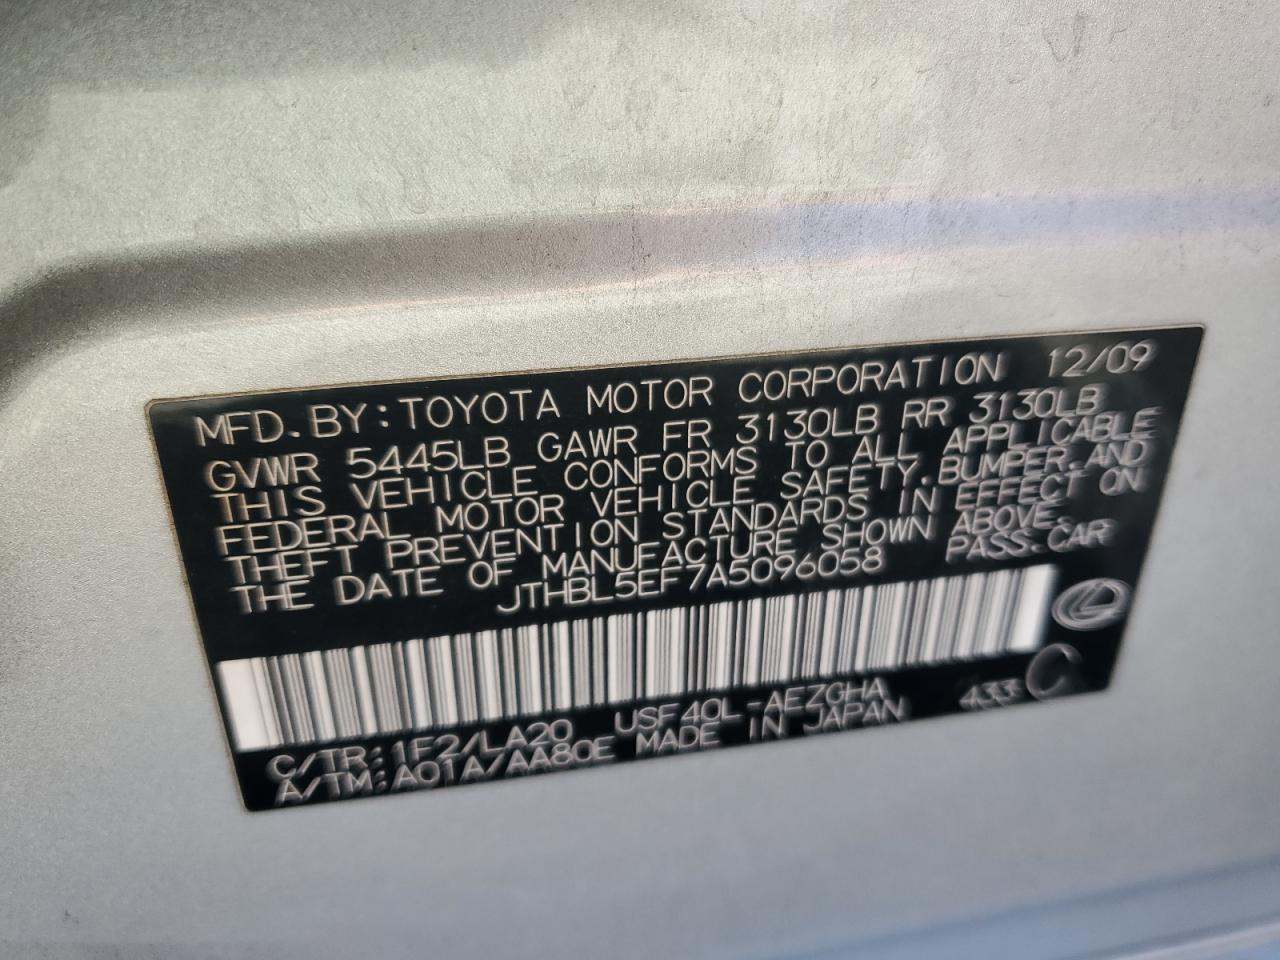 MFD. BY: TOYOTA MOTOR CORPORATION 12/09
GVWR 5445LB GAWR FR 3130LB RR 3130LB
THIS VEHICLE CONFORMS TO ALL APPLICABLE
FEDERAL MOTOR VEHICLE SAFETY, BUMPER, AND
THEFT PREVENTION STANDARDS IN EFFECT ON
THE DATE OF MANUFACTURE SHOWN ABOVE.
JTHBL5EF7A5096058 PASS. CAR
C/TR: 1F2/LA20 USF40L-AEZGHA 433 C
A/TM: A01A/AA80E MADE IN JAPAN